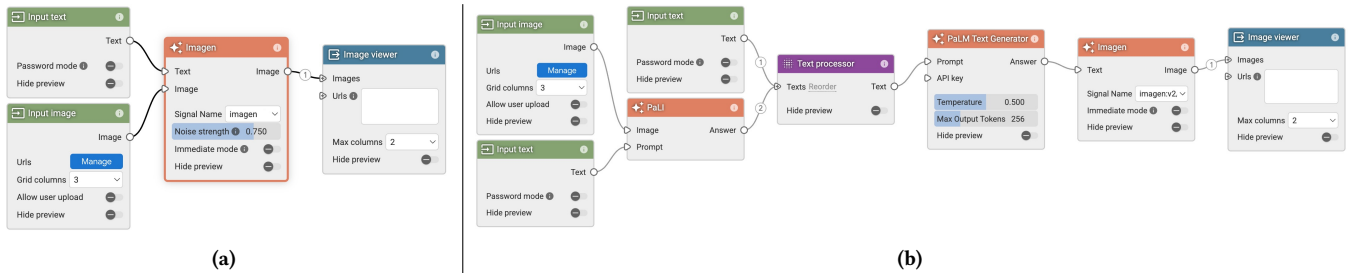 Input text
Text
Password mode
Hide preview
Input image
Image
Urls Manage
Grid columns 3
Allow user upload
Hide preview
Imagen
Text Image
Image
Signal Name imagen
Noise strength 0.750
Immediate mode
Hide preview
1
Image viewer
Images
Urls
Max columns 2
Hide preview
(a)
Input image
Image
Urls Manage
Grid columns 3
Allow user upload
Hide preview
Input text
Text
Password mode
Hide preview
Input text
Text
Password mode
Hide preview
PaLI
Image Answer
Prompt
1
2
Text processor
Texts Reorder Text
Hide preview
PaLM Text Generator
Prompt Answer
API key
Temperature 0.500
Max Output Tokens 256
Hide preview
Imagen
Text Image
Signal Name imagen:v2,
Immediate mode
Hide preview
1
Image viewer
Images
Urls
Max columns 2
Hide preview
(b)